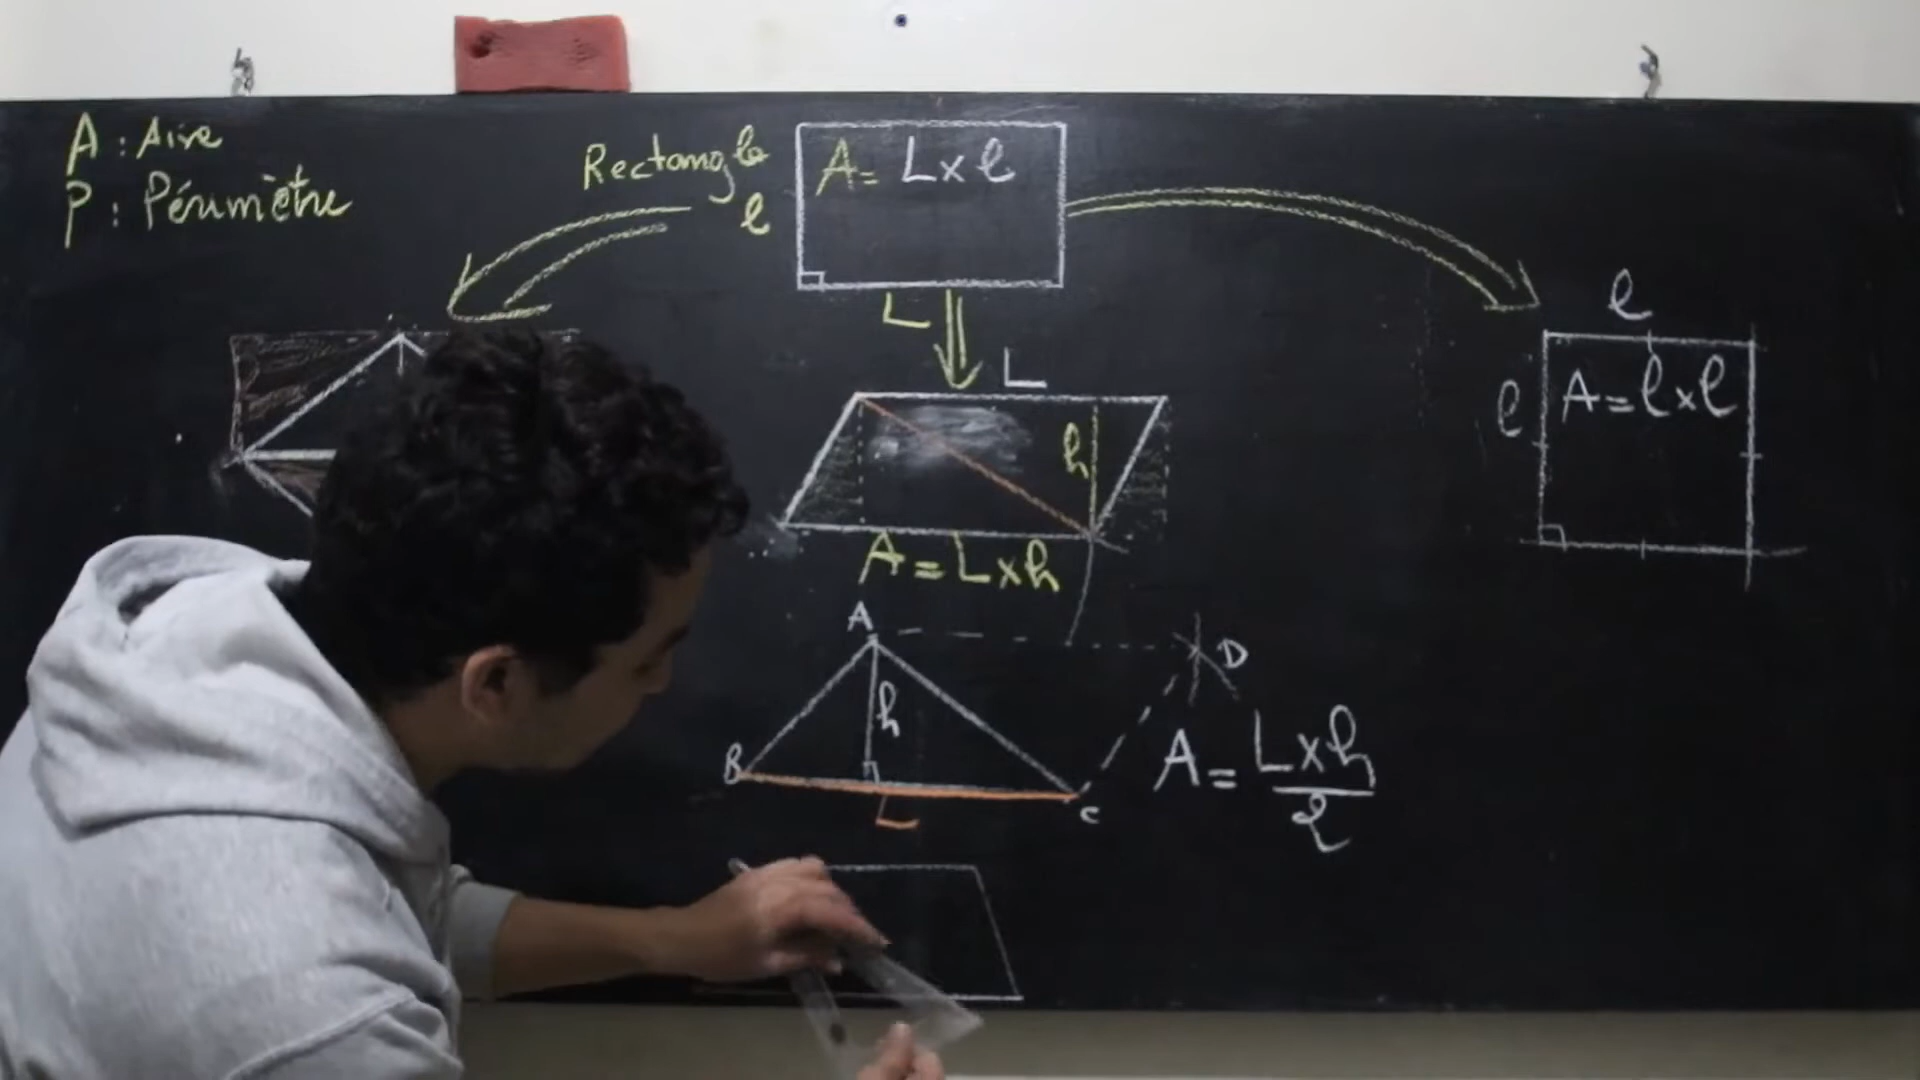 A : Aire
P : Périmètre
Rectangle
l
A = L x l
L
L
h
A = L x h
l
l
A = l x l
A
D
h
B
C
L
A = L x h
2